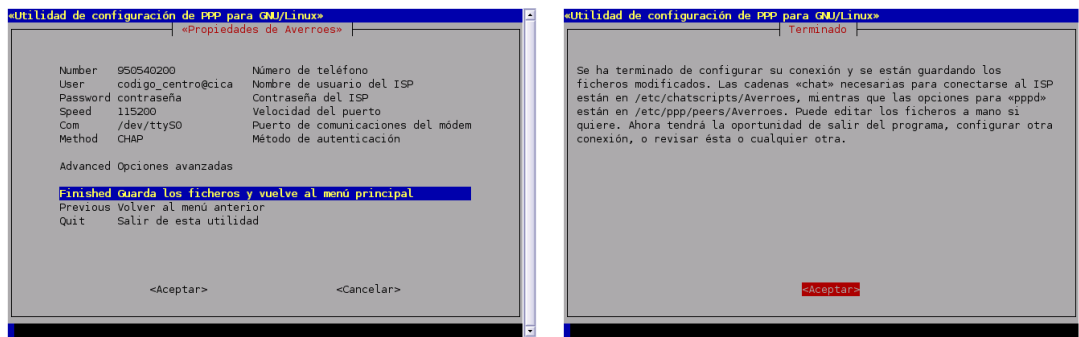 «Utilidad de configuración de PPP para GNU/Linux»
«Propiedades de Averroes»
Number 950540200 Número de teléfono
User codigo_centro@cica Nombre de usuario del ISP
Password contraseña Contraseña del ISP
Speed 115200 Velocidad del puerto
Com /dev/ttyS0 Puerto de comunicaciones del módem
Method CHAP Método de autenticación
Advanced Opciones avanzadas
Finished Guarda los ficheros y vuelve al menú principal
Previous Volver al menú anterior
Quit Salir de esta utilidad
<Aceptar> <Cancelar>
«Utilidad de configuración de PPP para GNU/Linux»
Terminado
Se ha terminado de configurar su conexión y se están guardando los
ficheros modificados. Las cadenas «chat» necesarias para conectarse al ISP
están en /etc/chatscripts/Averroes, mientras que las opciones para «pppd»
están en /etc/ppp/peers/Averroes. Puede editar los ficheros a mano si
quiere. Ahora tendrá la oportunidad de salir del programa, configurar otra
conexión, o revisar ésta o cualquier otra.
<Aceptar>